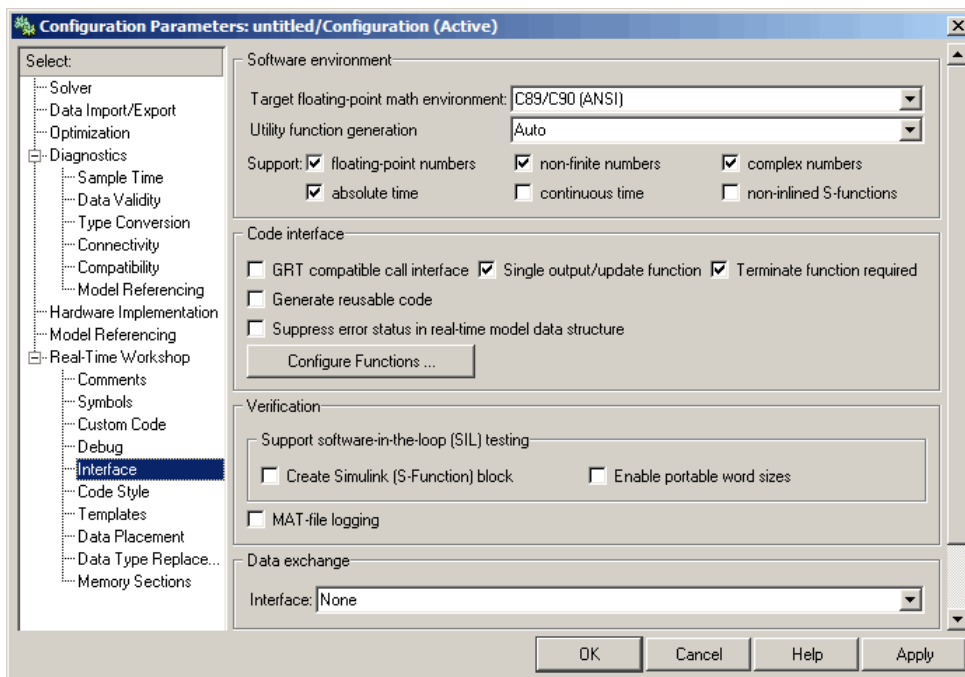 Configuration Parameters: untitled/Configuration (Active)
Select:
Solver
Data Import/Export
Optimization
Diagnostics
Sample Time
Data Validity
Type Conversion
Connectivity
Compatibility
Model Referencing
Hardware Implementation
Model Referencing
Real-Time Workshop
Comments
Symbols
Custom Code
Debug
Interface
Code Style
Templates
Data Placement
Data Type Replace...
Memory Sections
Software environment
Target floating-point math environment: C89/C90 (ANSI)
Utility function generation Auto
Support: floating-point numbers non-finite numbers complex numbers
absolute time continuous time non-inlined S-functions
Code interface
GRT compatible call interface Single output/update function Terminate function required
Generate reusable code
Suppress error status in real-time model data structure
Configure Functions ...
Verification
Support software-in-the-loop (SIL) testing
Create Simulink (S-Function) block Enable portable word sizes
MAT-file logging
Data exchange
Interface: None
OK Cancel Help Apply